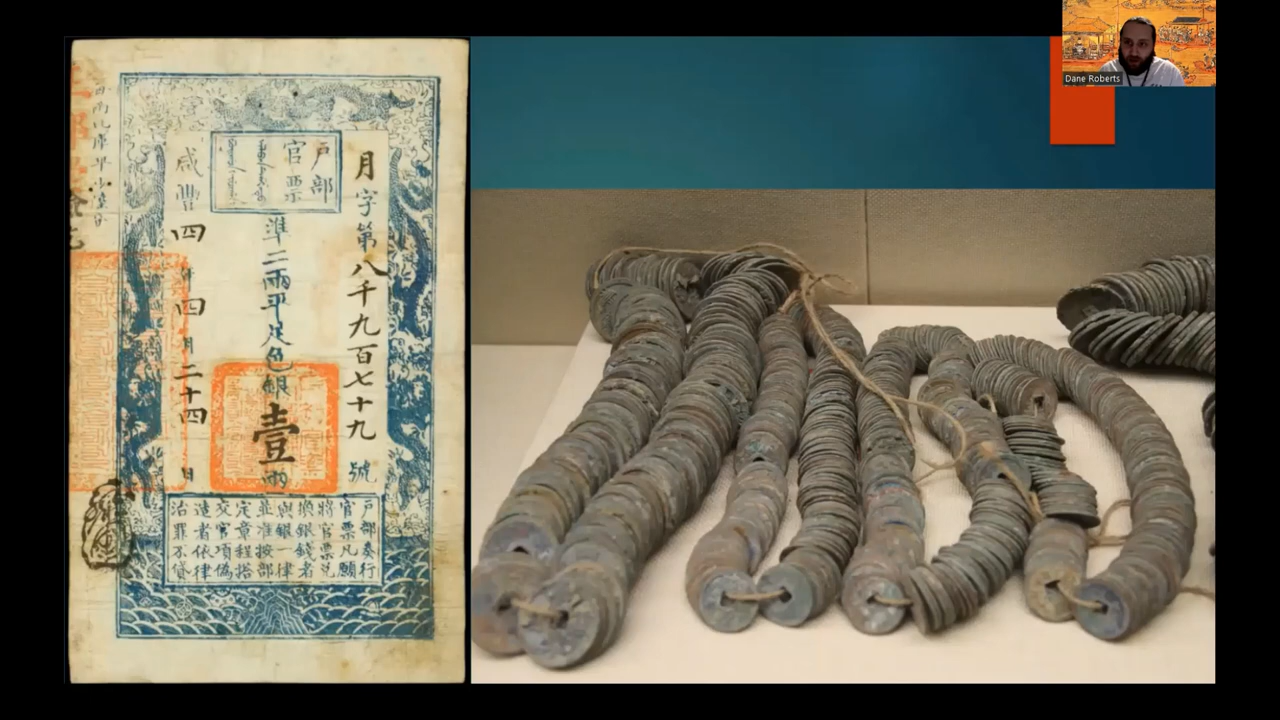 月字第八千九百七十九號
戶部
官票
準二兩平足色銀壹兩
咸豐四年四月二十四日
戶部奏行
官票凡願
將官票兌
換銀錢者
與銀一律
並准按部
定章程搭
交官項偽
造者依律
治罪不貸
Dane Roberts